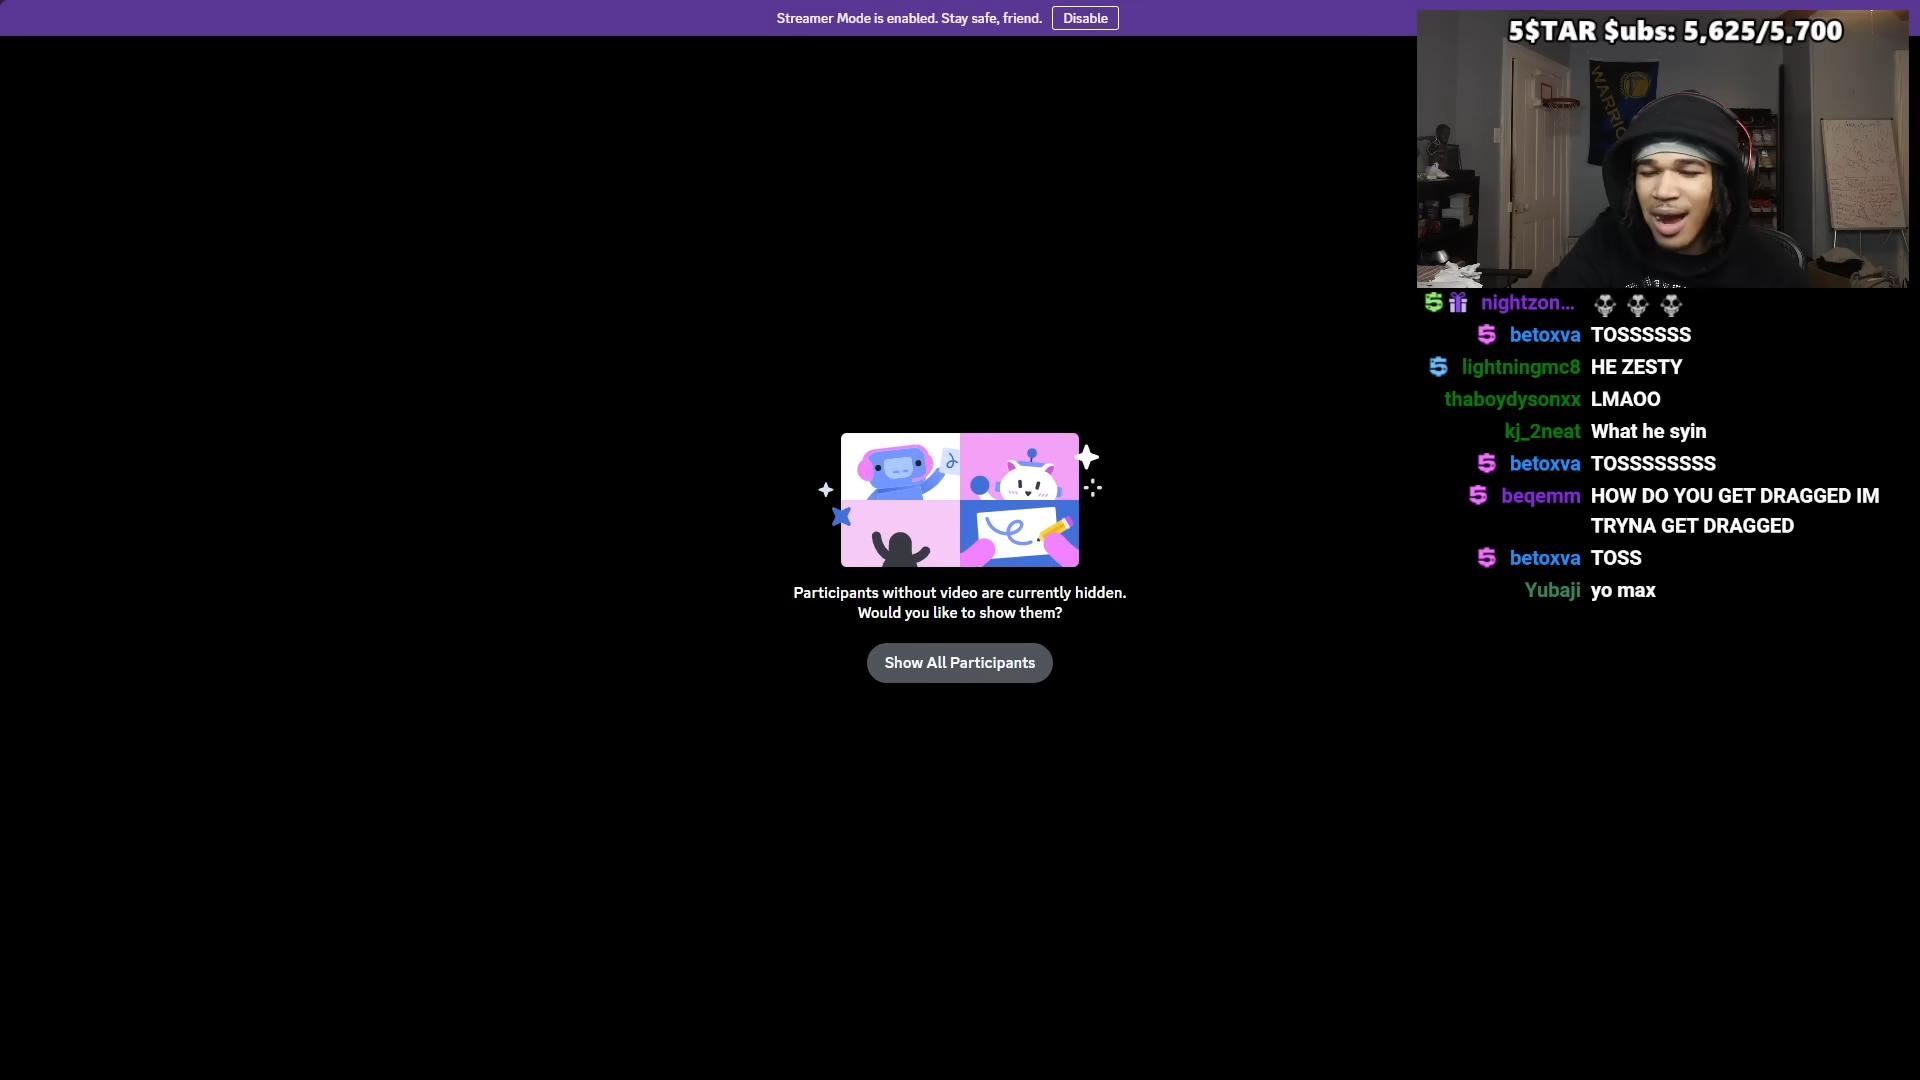 Streamer Mode is enabled. Stay safe, friend. Disable
5$TAR $ubs: 5,625/5,700
WARRIO
nightzon...
betoxva TOSSSSSS
lightningmc8 HE ZESTY
thaboydysonxx LMAOO
kj_2neat What he syin
betoxva TOSSSSSSSS
beqemm HOW DO YOU GET DRAGGED IM
TRYNA GET DRAGGED
betoxva TOSS
Yubaji yo max
Participants without video are currently hidden.
Would you like to show them?
Show All Participants